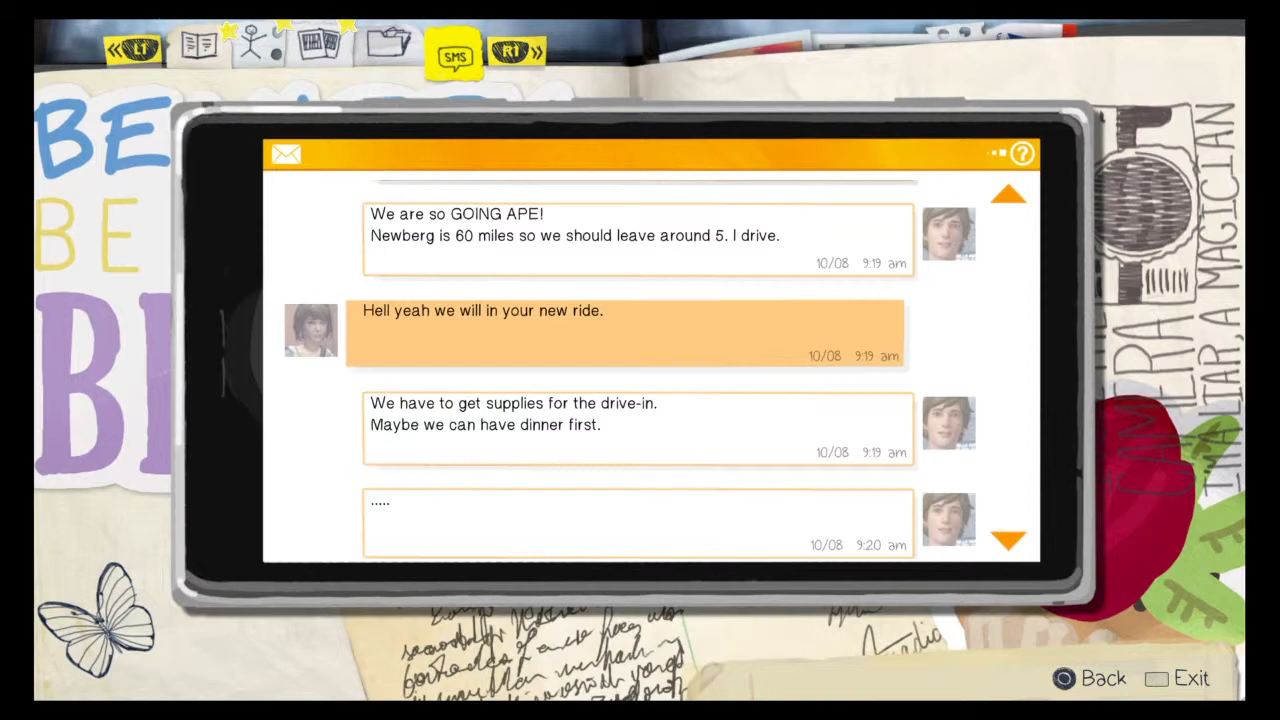 L1
SMS
R1
?
BE
BE
We are so GOING APE!
Newberg is 60 miles so we should leave around 5. I drive.
10/08 9:19 am
Hell yeah we will in your new ride.
10/08 9:19 am
We have to get supplies for the drive-in.
Maybe we can have dinner first.
10/08 9:19 am
.....
10/08 9:20 am
CAMERA
I'M A LIAR, A MAGICIAN
Back
Exit